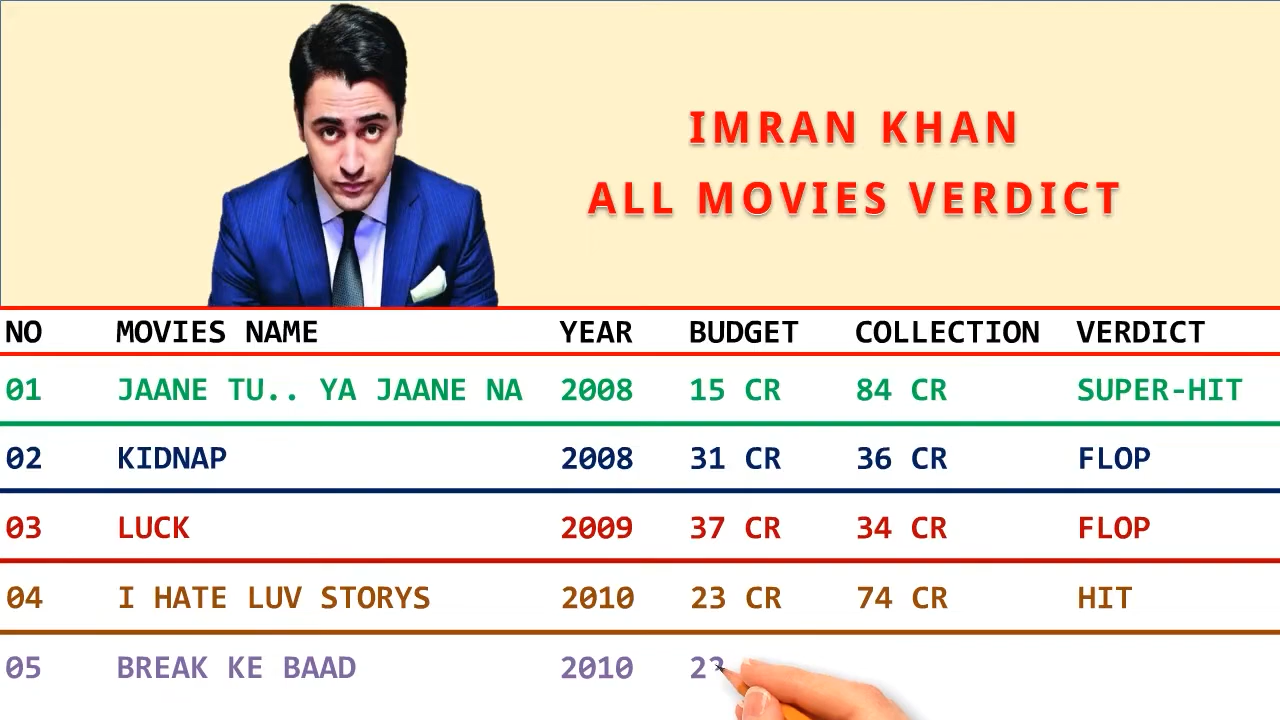 IMRAN KHAN
ALL MOVIES VERDICT
NO MOVIES NAME YEAR BUDGET COLLECTION VERDICT
01 JAANE TU.. YA JAANE NA 2008 15 CR 84 CR SUPER-HIT
02 KIDNAP 2008 31 CR 36 CR FLOP
03 LUCK 2009 37 CR 34 CR FLOP
04 I HATE LUV STORYS 2010 23 CR 74 CR HIT
05 BREAK KE BAAD 2010